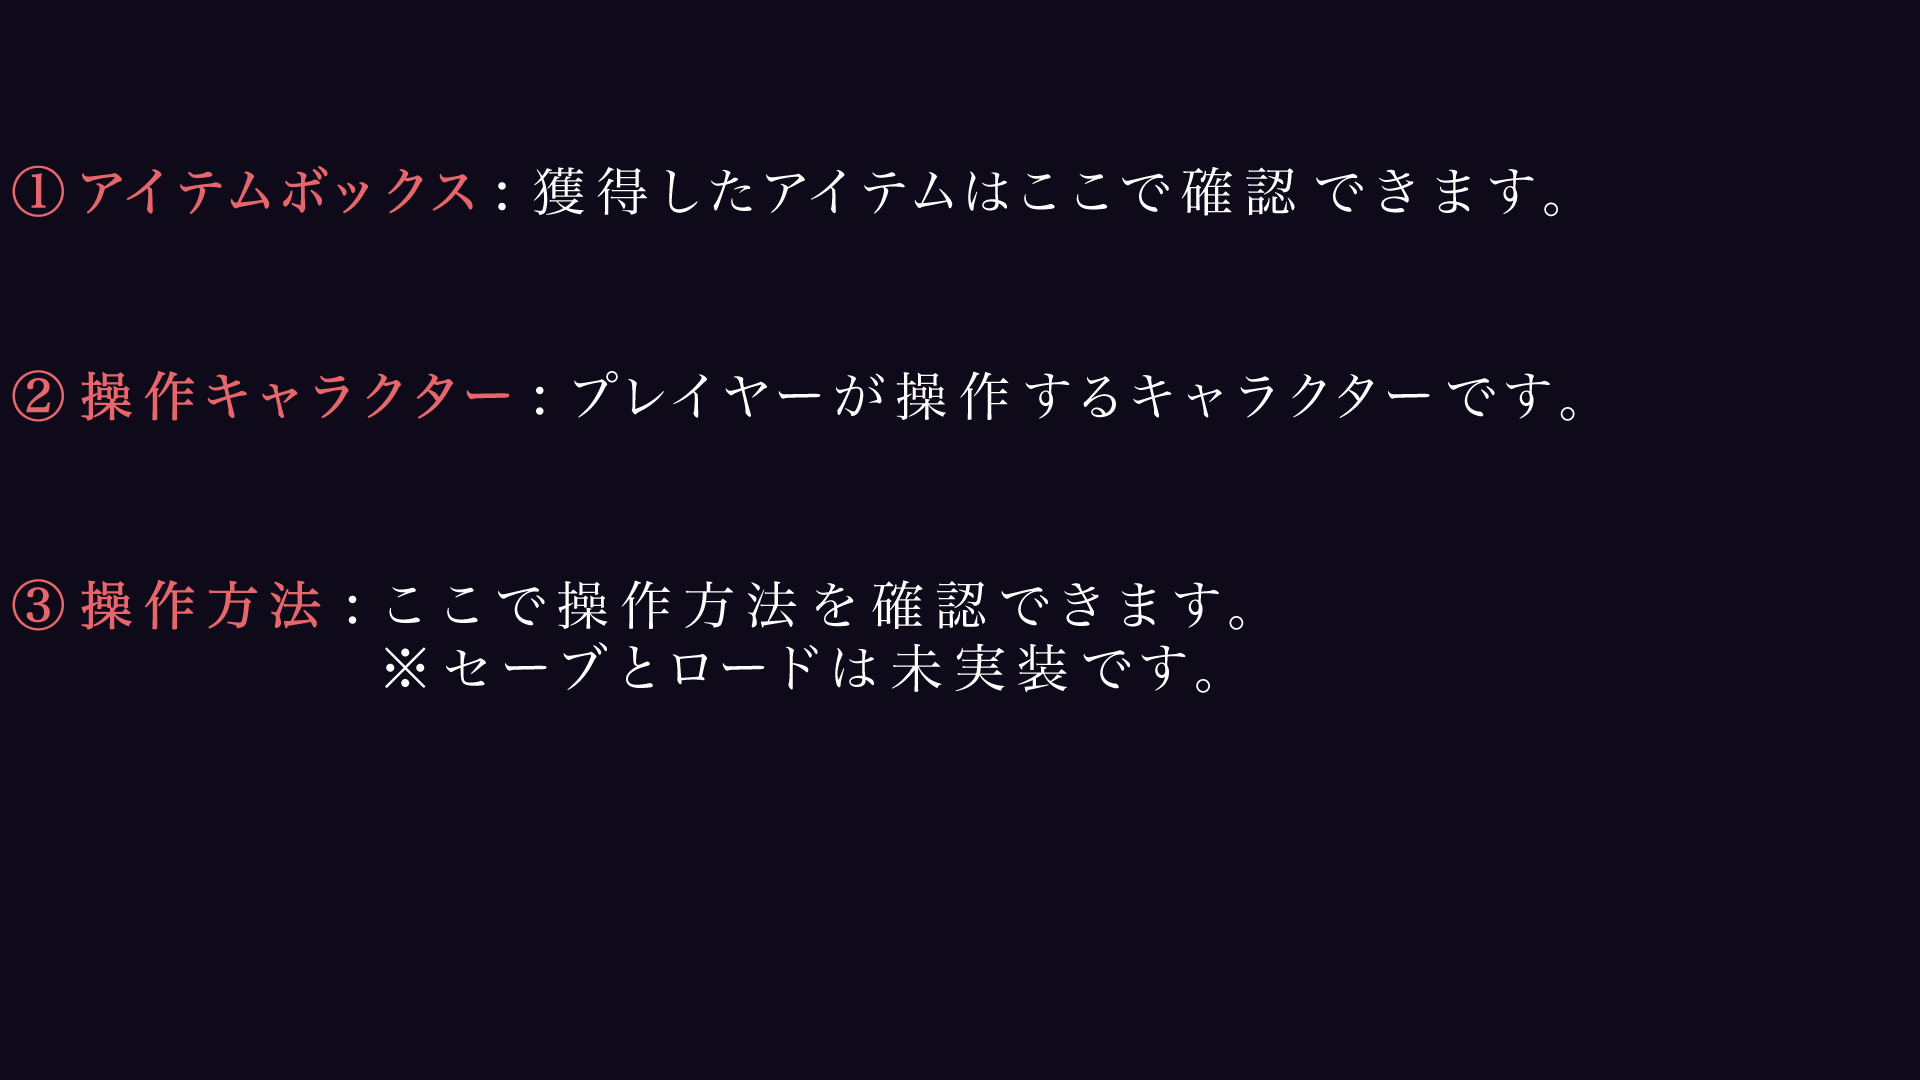 ①アイテムボックス：獲得したアイテムはここで確認できます。
②操作キャラクター：プレイヤーが操作するキャラクターです。
③操作方法：ここで操作方法を確認できます。
※セーブとロードは未実装です。